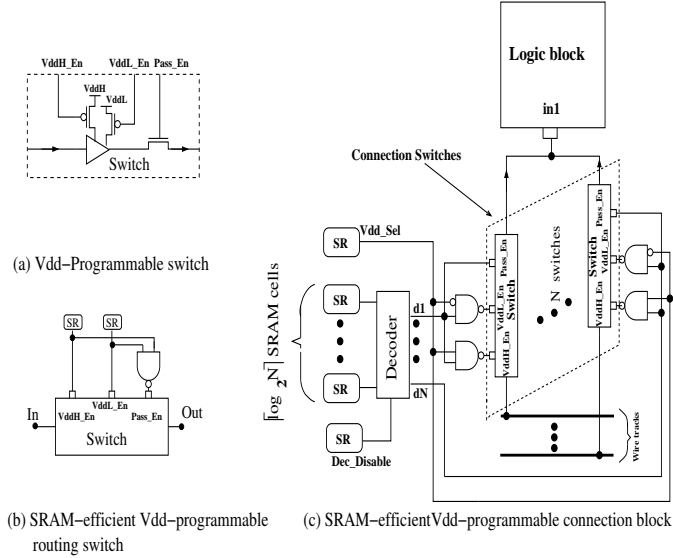 VddH_En
VddL_En
Pass_En
VddH
VddL
Switch
(a) Vdd−Programmable switch
SR
SR
In
Out
VddH_En
VddL_En
Pass_En
Switch
(b) SRAM−efficient Vdd−programmable
routing switch
Logic block
in1
Connection Switches
SR
Vdd_Sel
SR
SR
⌈log 2 N⌉ SRAM cells
Decoder
d1
dN
SR
Dec_Disable
Pass_En
VddL_En
Switch
VddH_En
N switches
Pass_En
VddL_En
Switch
VddH_En
Wire tracks
(c) SRAM−efficientVdd−programmable connection block